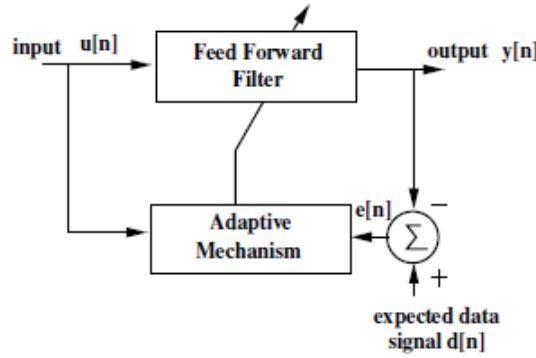 input u[n]
Feed Forward
Filter
output y[n]
Adaptive
Mechanism
e[n]
−
Σ
+
expected data
signal d[n]